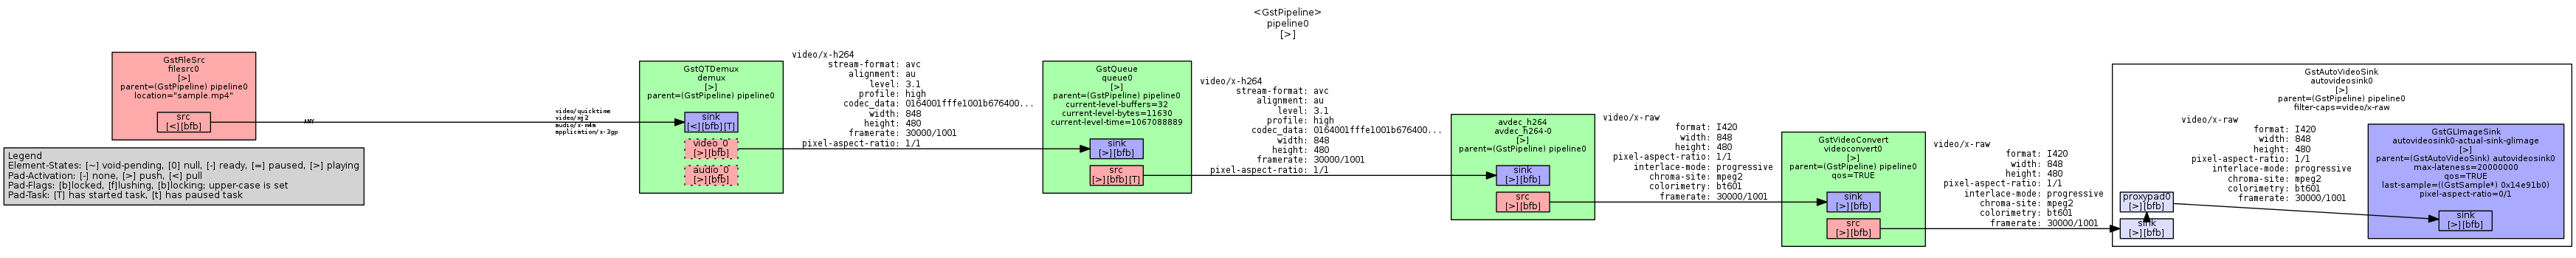 <GstPipeline>
pipeline0
[>]
GstFileSrc
filesrc0
[>]
parent=(GstPipeline) pipeline0
location="sample.mp4"
src
[<][bfb]
Legend
Element-States: [~] void-pending, [0] null, [-] ready, [=] paused, [>] playing
Pad-Activation: [-] none, [>] push, [<] pull
Pad-Flags: [b]locked, [f]lushing, [b]locking; upper-case is set
Pad-Task: [T] has started task, [t] has paused task
ANY
video/quicktime
video/mj2
audio/x-m4a
application/x-3gp
GstQTDemux
demux
[>]
parent=(GstPipeline) pipeline0
sink
[<][bfb][T]
video_0
[>][bfb]
audio_0
[>][bfb]
video/x-h264
stream-format: avc
alignment: au
level: 3.1
profile: high
codec_data: 0164001fffe1001b676400...
width: 848
height: 480
framerate: 30000/1001
pixel-aspect-ratio: 1/1
GstQueue
queue0
[>]
parent=(GstPipeline) pipeline0
current-level-buffers=32
current-level-bytes=11630
current-level-time=1067088889
sink
[>][bfb]
src
[>][bfb][T]
video/x-h264
stream-format: avc
alignment: au
level: 3.1
profile: high
codec_data: 0164001fffe1001b676400...
width: 848
height: 480
framerate: 30000/1001
pixel-aspect-ratio: 1/1
avdec_h264
avdec_h264-0
[>]
parent=(GstPipeline) pipeline0
sink
[>][bfb]
src
[>][bfb]
video/x-raw
format: I420
width: 848
height: 480
pixel-aspect-ratio: 1/1
interlace-mode: progressive
chroma-site: mpeg2
colorimetry: bt601
framerate: 30000/1001
GstVideoConvert
videoconvert0
[>]
parent=(GstPipeline) pipeline0
qos=TRUE
sink
[>][bfb]
src
[>][bfb]
video/x-raw
format: I420
width: 848
height: 480
pixel-aspect-ratio: 1/1
interlace-mode: progressive
chroma-site: mpeg2
colorimetry: bt601
framerate: 30000/1001
GstAutoVideoSink
autovideosink0
[>]
parent=(GstPipeline) pipeline0
filter-caps=video/x-raw
proxypad0
[>][bfb]
sink
[>][bfb]
video/x-raw
format: I420
width: 848
height: 480
pixel-aspect-ratio: 1/1
interlace-mode: progressive
chroma-site: mpeg2
colorimetry: bt601
framerate: 30000/1001
GstGLImageSink
autovideosink0-actual-sink-glimage
[>]
parent=(GstAutoVideoSink) autovideosink0
max-lateness=20000000
qos=TRUE
last-sample=((GstSample*) 0x14e91b0)
pixel-aspect-ratio=0/1
sink
[>][bfb]